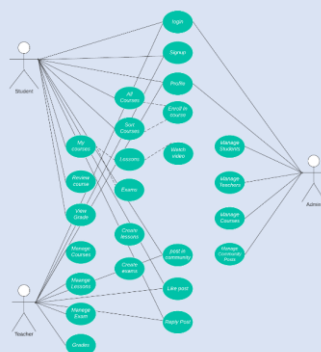 login
Signup
Profile
Student
All
Courses
Enroll to
course
Sort
Courses
My
courses
Lessons
Watch
video
Manage
Students
Review
course
Exams
Manage
Teachers
Admin
View
Grade
Manage
Courses
Create
lessons
Manage
Courses
post in
community
Manage
Community
Posts
Manage
Lessons
Create
exams
Like post
Manage
Exam
Reply Post
Teacher
Grades